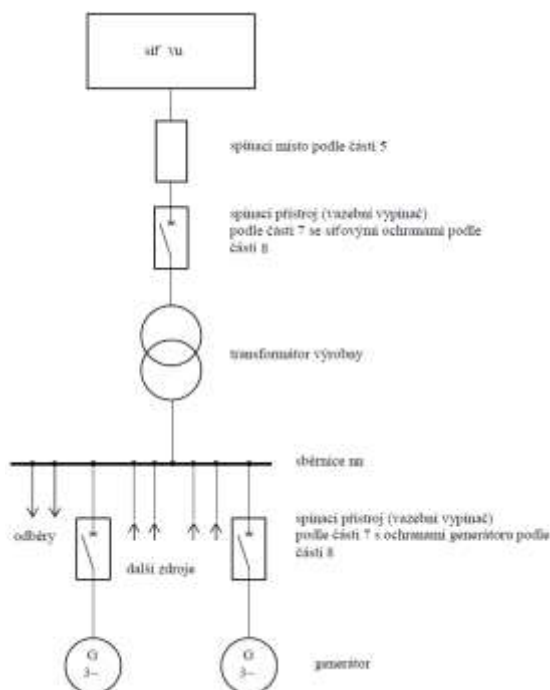 síť vn
spínací místo podle části 5
spínací přístroj (vazební vypínač)
podle části 7 se síťovými ochranami podle
části 8
transformátor výrobny
sběrnice nn
odběry
další zdroje
spínací přístroj (vazební vypínač)
podle části 7 s ochranami generátoru podle
části 8
G
3~
G
3~
generátor